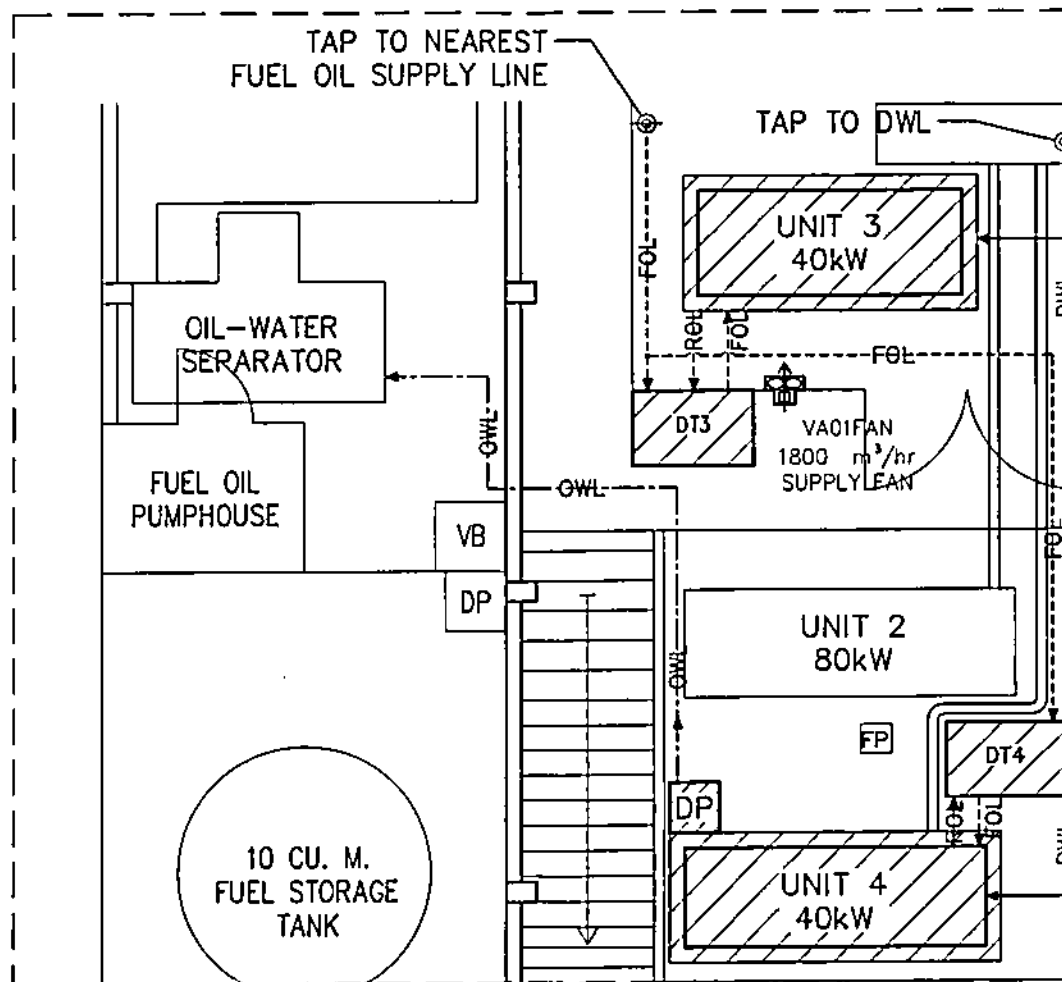 TAP TO NEAREST
FUEL OIL SUPPLY LINE
TAP TO DWL
UNIT 3
40kW
FOL
ROL
FOL
FOL
DWL
OIL-WATER
SERARATOR
DT3
VA01FAN
1800 m³/hr
SUPPLY FAN
OWL
OWL
FUEL OIL
PUMPHOUSE
VB
DP
FOL
UNIT 2
80kW
OWL
FP
DT4
DP
ROL
FOL
DWL
10 CU. M.
FUEL STORAGE
TANK
UNIT 4
40kW